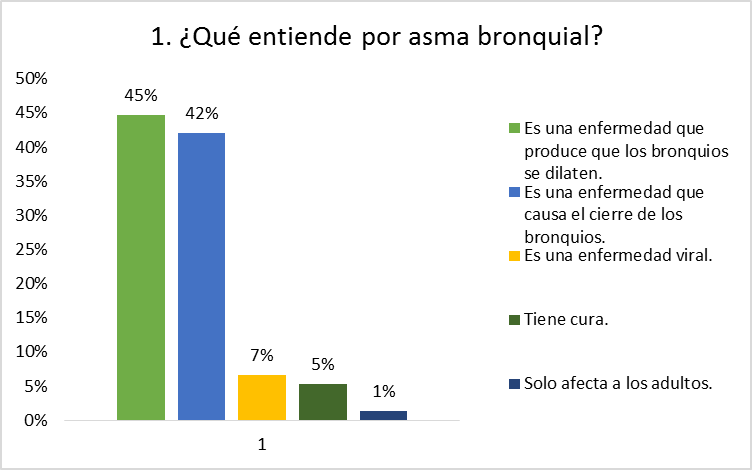 1. ¿Qué entiende por asma bronquial?
50%
45%
40%
35%
30%
25%
20%
15%
10%
5%
0%
45%
42%
7%
5%
1%
1
Es una enfermedad que
produce que los bronquios
se dilaten.
Es una enfermedad que
causa el cierre de los
bronquios.
Es una enfermedad viral.
Tiene cura.
Solo afecta a los adultos.